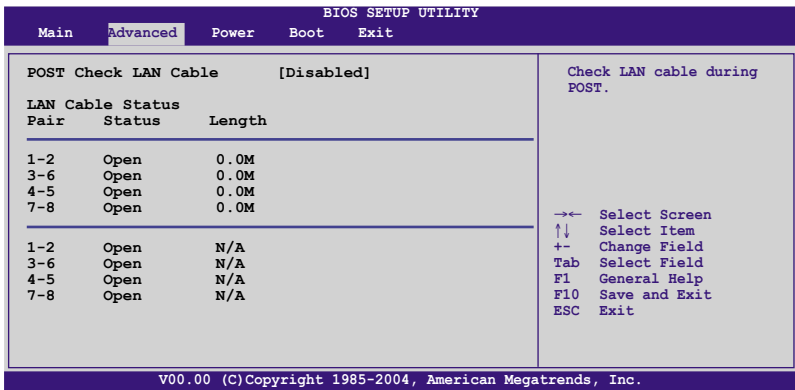 BIOS SETUP UTILITY
Main Advanced Power Boot Exit
POST Check LAN Cable [Disabled]
LAN Cable Status
Pair Status Length
1-2 Open 0.0M
3-6 Open 0.0M
4-5 Open 0.0M
7-8 Open 0.0M
1-2 Open N/A
3-6 Open N/A
4-5 Open N/A
7-8 Open N/A
Check LAN cable during
POST.
→← Select Screen
↑↓ Select Item
+- Change Field
Tab Select Field
F1 General Help
F10 Save and Exit
ESC Exit
V00.00 (C)Copyright 1985-2004, American Megatrends, Inc.